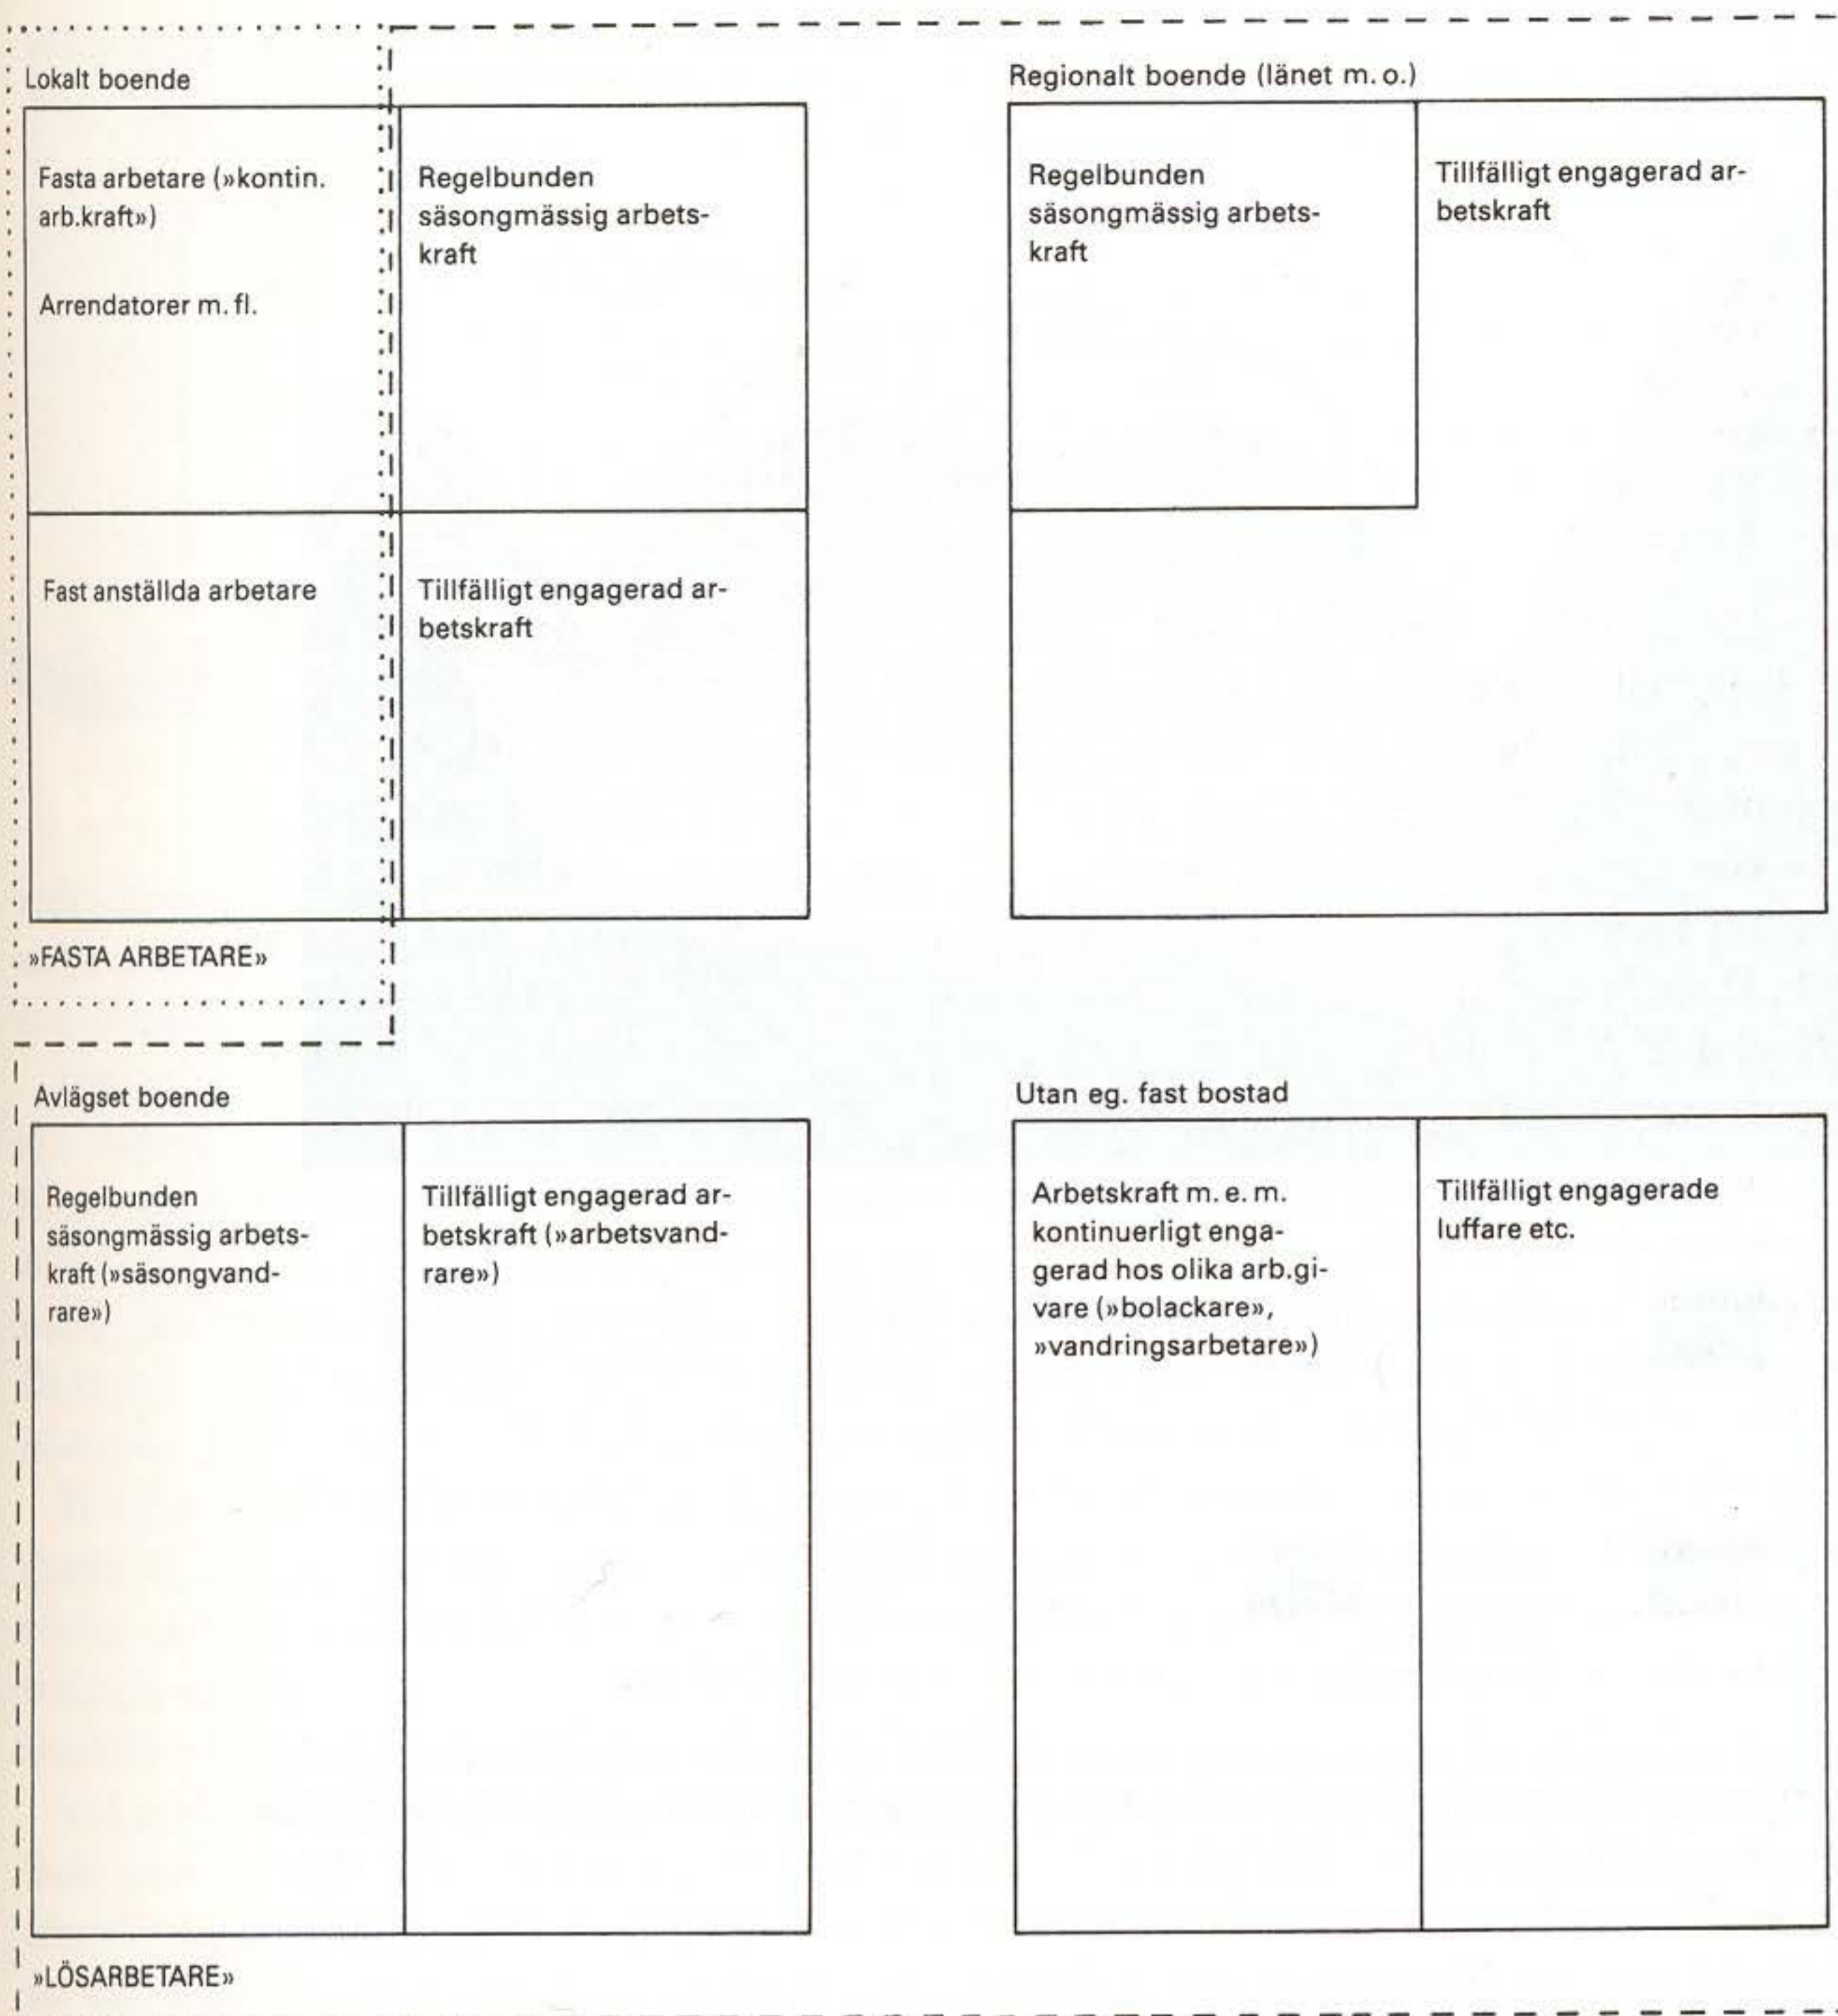 Lokalt boende
Fasta arbetare (»kontin.
arb.kraft»)
Arrendatorer m. fl.
Regelbunden
säsongmässig arbets-
kraft
Fast anställda arbetare
Tillfälligt engagerad ar-
betskraft
»FASTA ARBETARE»
Regionalt boende (länet m. o.)
Regelbunden
säsongmässig arbets-
kraft
Tillfälligt engagerad ar-
betskraft
Avlägset boende
Regelbunden
säsongmässig arbets-
kraft (»säsongvand-
rare»)
Tillfälligt engagerad ar-
betskraft (»arbetsvand-
rare»)
Utan eg. fast bostad
Arbetskraft m. e. m.
kontinuerligt enga-
gerad hos olika arb.gi-
vare (»bolackare»,
»vandringsarbetare»)
Tillfälligt engagerade
luffare etc.
»LÖSARBETARE»